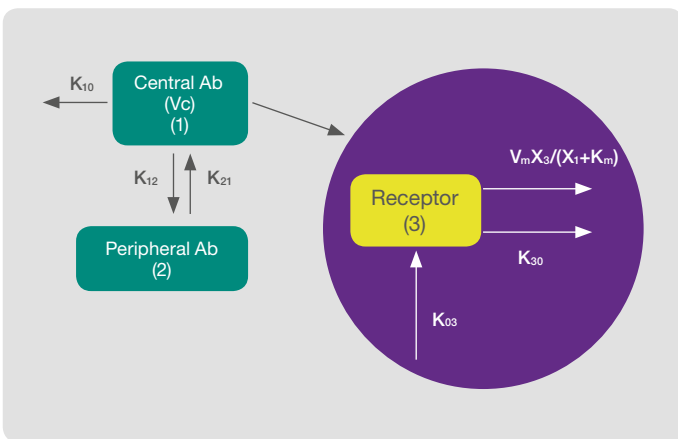 K₁₀
Central Ab
(Vc)
(1)
K₁₂
K₂₁
Peripheral Ab
(2)
Receptor
(3)
VₘX₃/(X₁+Kₘ)
K₃₀
K₀₃